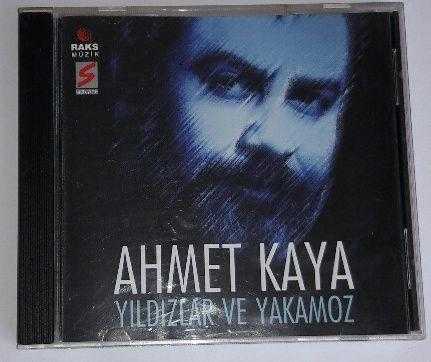 RAKS
MÜZİK
S
AHMET KAYA
YILDIZLAR VE YAKAMOZ